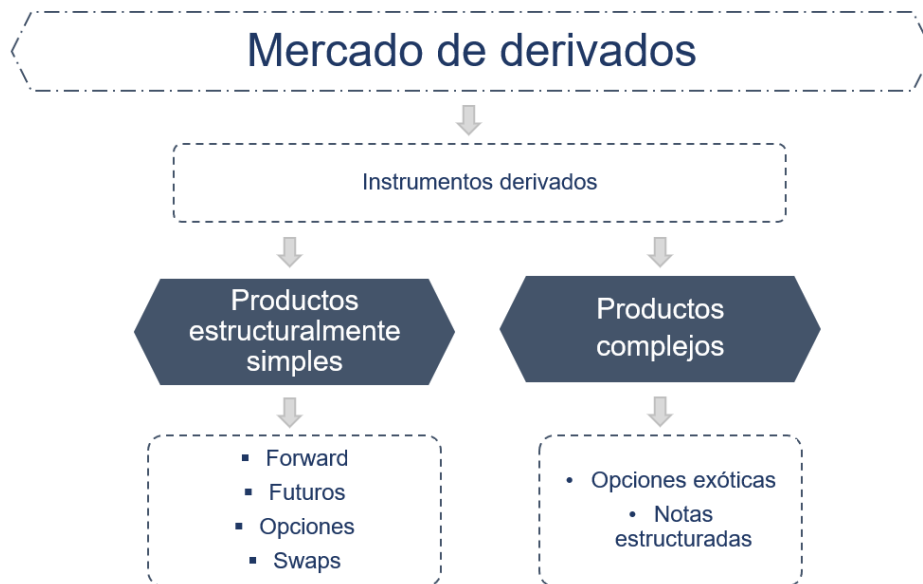 Mercado de derivados
Instrumentos derivados
Productos
estructuralmente
simples
Productos
complejos
▪ Forward
▪ Futuros
▪ Opciones
▪ Swaps
• Opciones exóticas
• Notas
estructuradas